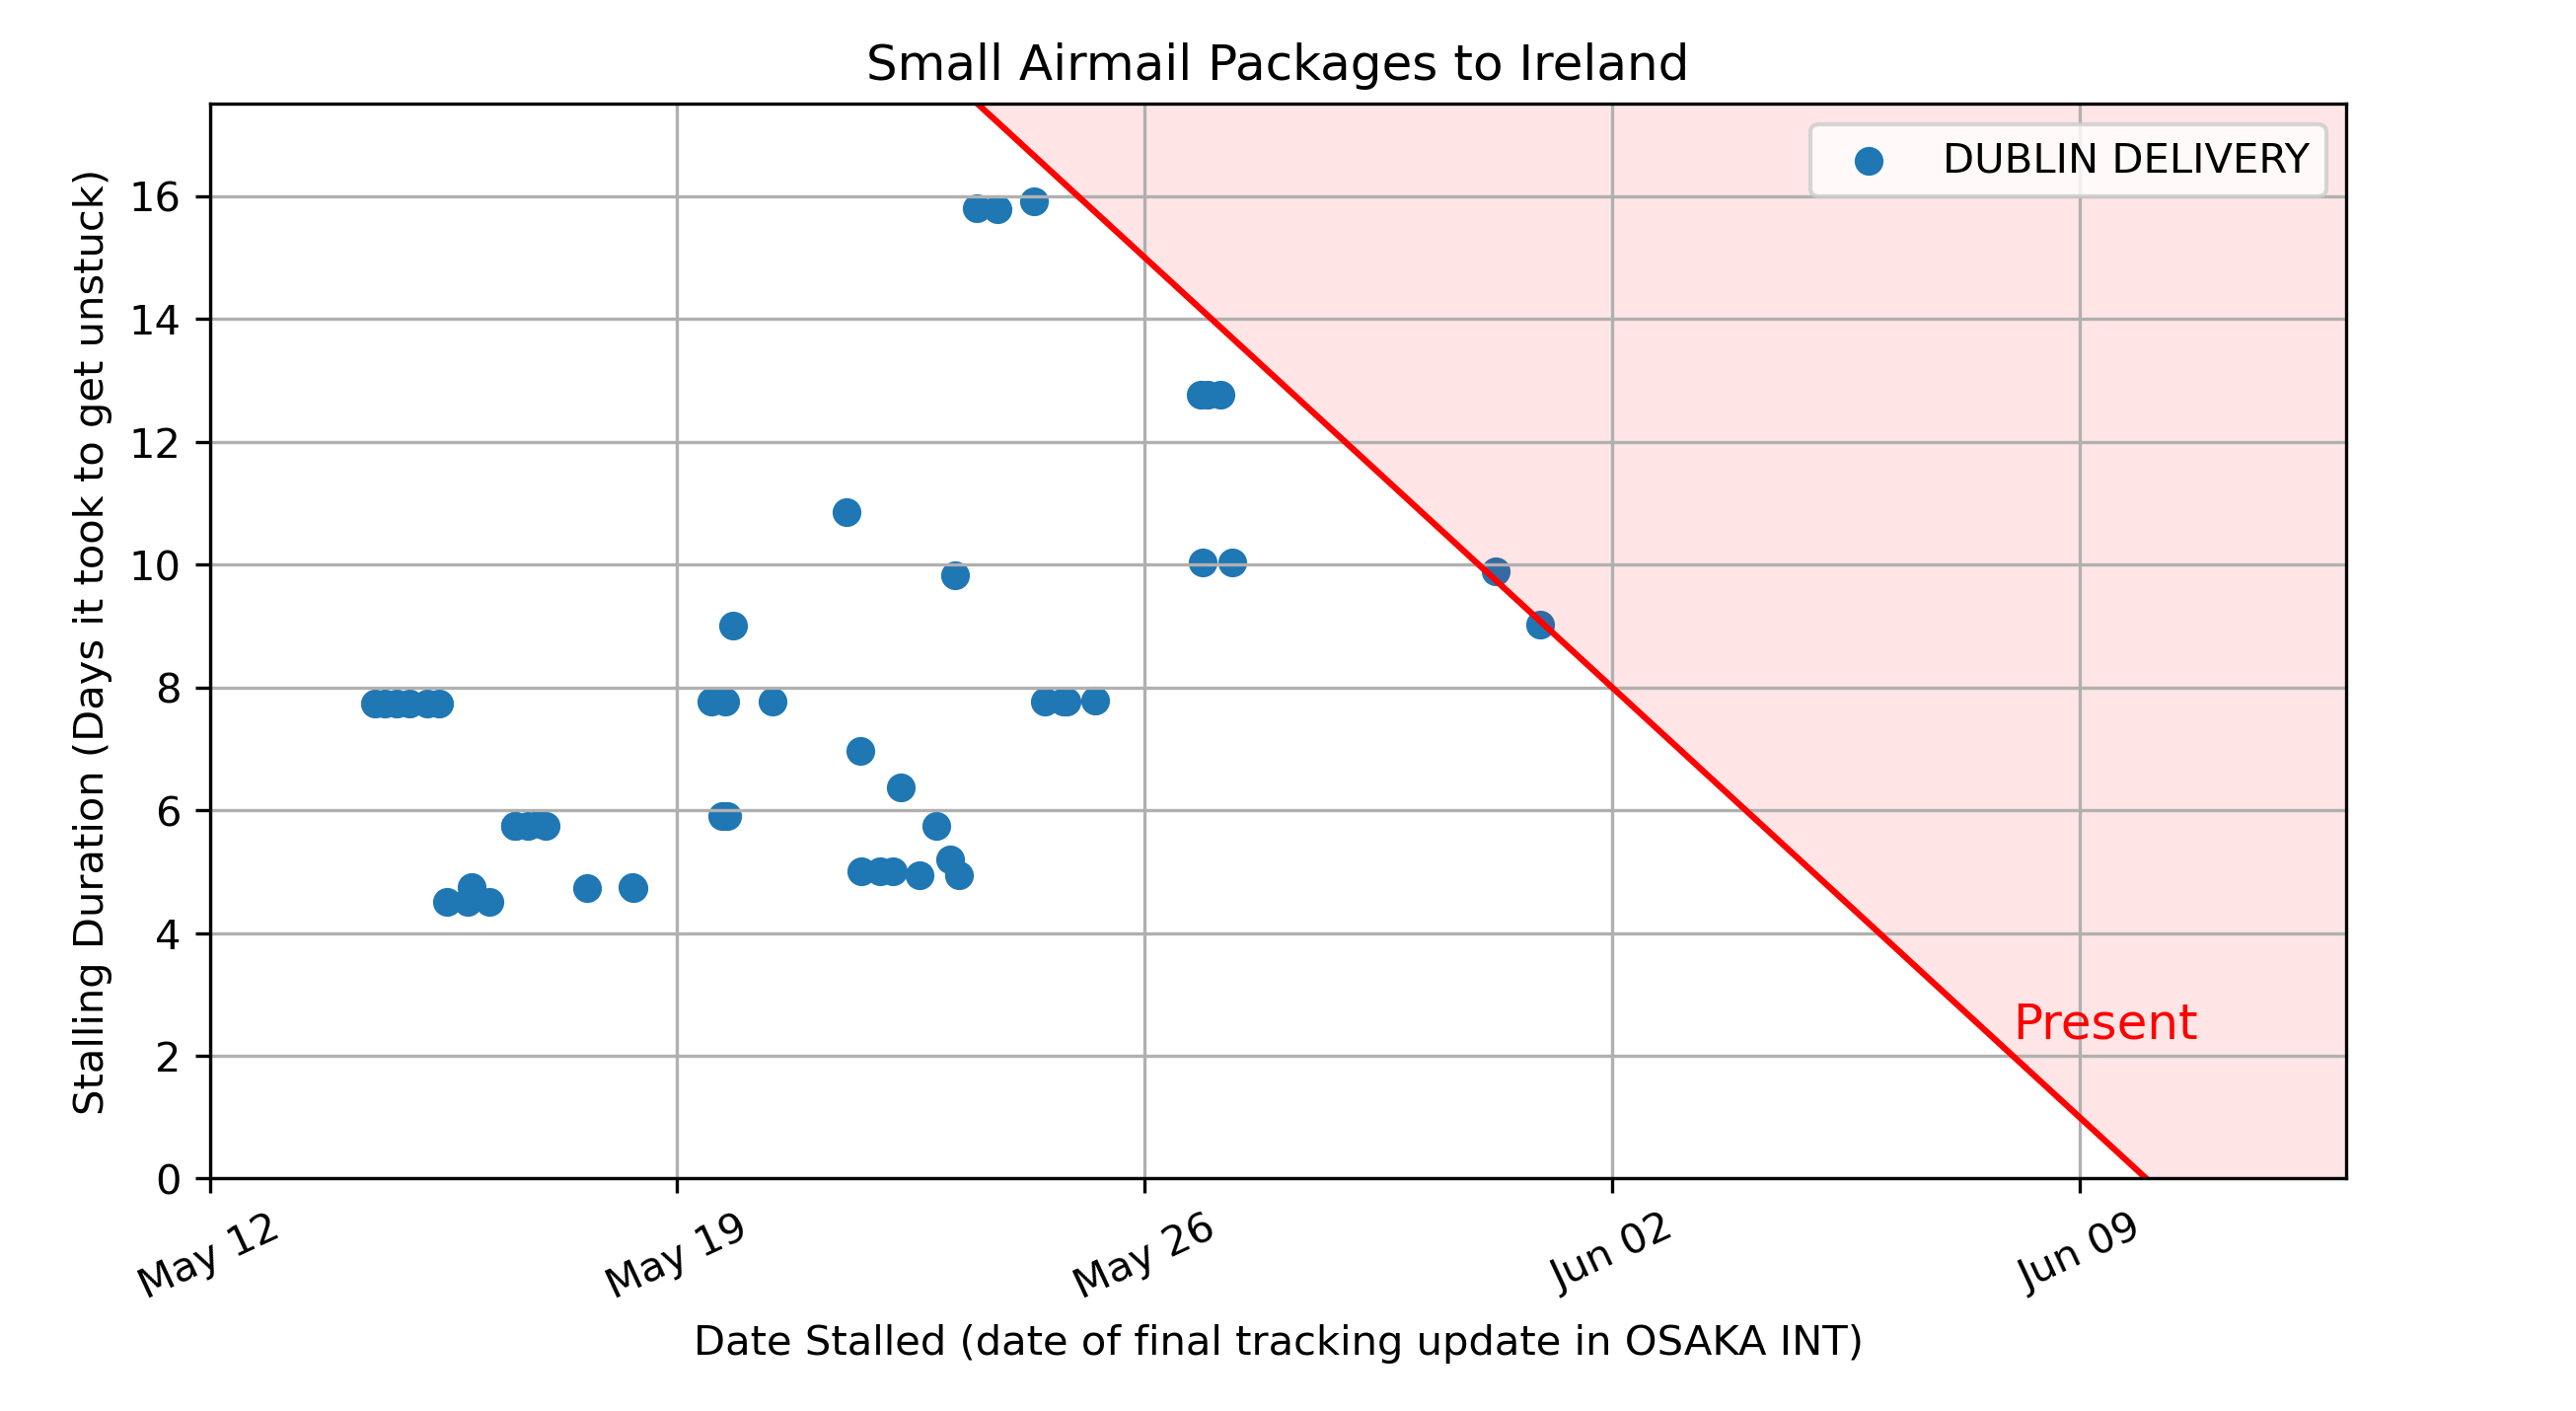 Small Airmail Packages to Ireland
DUBLIN DELIVERY
Stalling Duration (Days it took to get unstuck)
16
14
12
10
8
6
4
2
0
Present
May 12
May 19
May 26
Jun 02
Jun 09
Date Stalled (date of final tracking update in OSAKA INT)